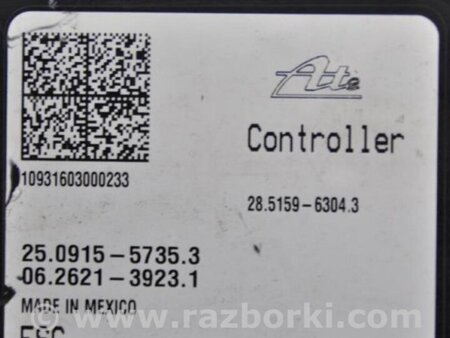 Ate
Controller
10931603000233
28.5159-6304.3
25.0915-5735.3
06.2621-3923.1
MADE IN MEXICO
ESC
www.razborki.com